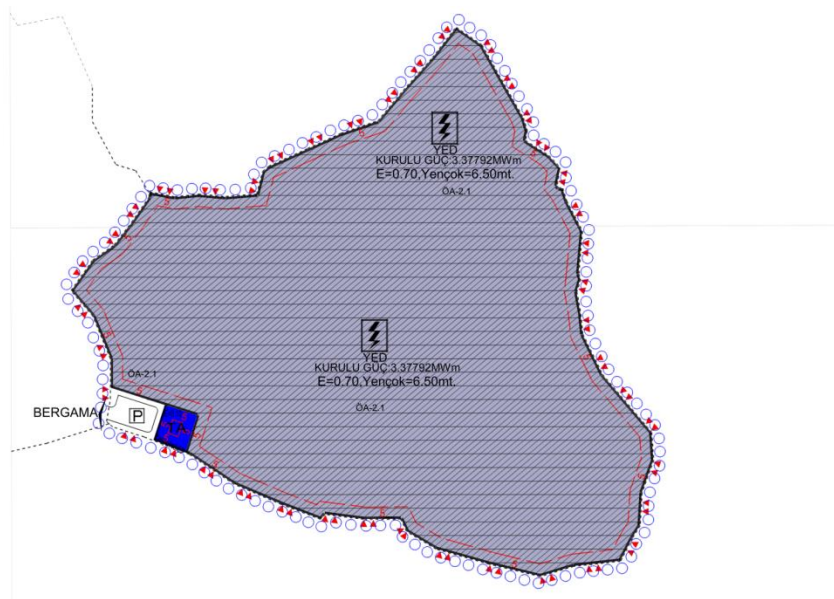 YED
KURULU GÜÇ:3.37792MWm
E=0.70,Yençok=6.50mt.
ÖA-2.1
YED
KURULU GÜÇ:3.37792MWm
E=0.70,Yençok=6.50mt.
ÖA-2.1
ÖA-2.1
BERGAMA
P
TA